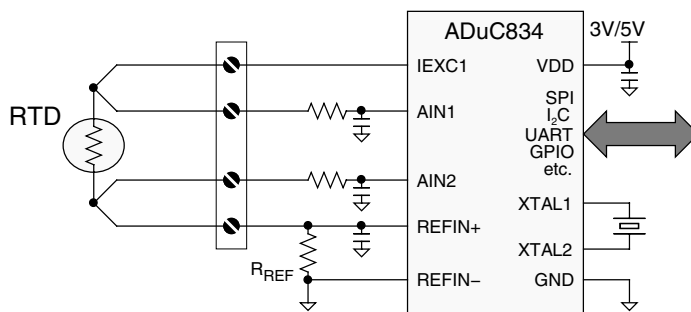 ADuC834
3V/5V
IEXC1
VDD
RTD
AIN1
SPI
I2C
UART
GPIO
etc.
AIN2
XTAL1
REFIN+
XTAL2
RREF
REFIN−
GND